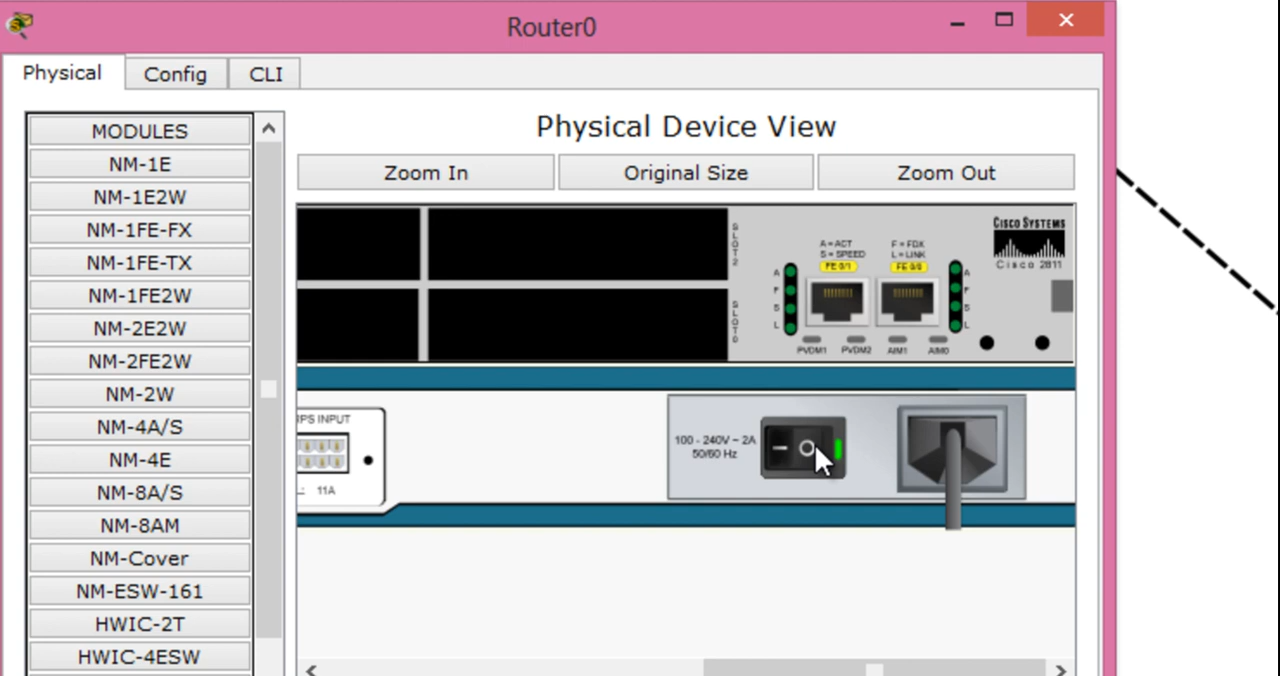 Router0
Physical
Config
CLI
MODULES
NM-1E
NM-1E2W
NM-1FE-FX
NM-1FE-TX
NM-1FE2W
NM-2E2W
NM-2FE2W
NM-2W
NM-4A/S
NM-4E
NM-8A/S
NM-8AM
NM-Cover
NM-ESW-161
HWIC-2T
HWIC-4ESW
Physical Device View
Zoom In
Original Size
Zoom Out
SLOT2
SLOT0
A=ACT
S=SPEED
FE 0/1
F=FDX
L=LINK
FE 0/0
A
F
S
L
A
F
S
L
PVDM1
PVDM2
AIM1
AIM0
CISCO SYSTEMS
Cisco 2811
RPS INPUT
11A
100 - 240V ~ 2A
50/60 Hz